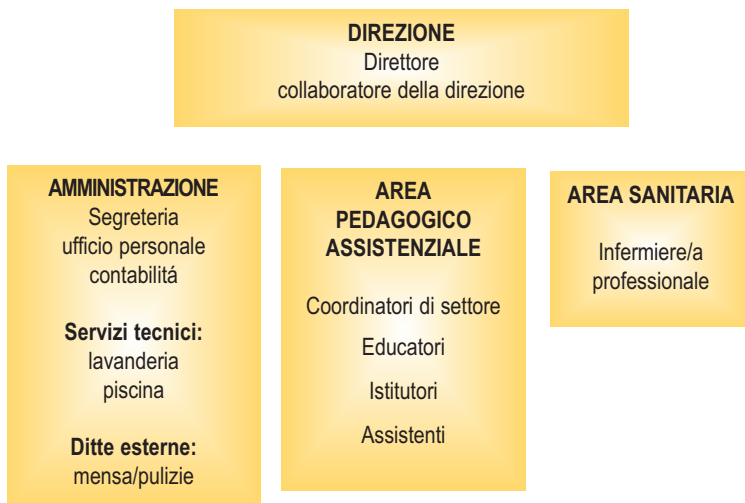 DIREZIONE
Direttore
collaboratore della direzione
AMMINISTRAZIONE
Segreteria
ufficio personale
contabilitá
Servizi tecnici:
lavanderia
piscina
Ditte esterne:
mensa/pulizie
AREA
PEDAGOGICO
ASSISTENZIALE
Coordinatori di settore
Educatori
Istitutori
Assistenti
AREA SANITARIA
Infermiere/a
professionale